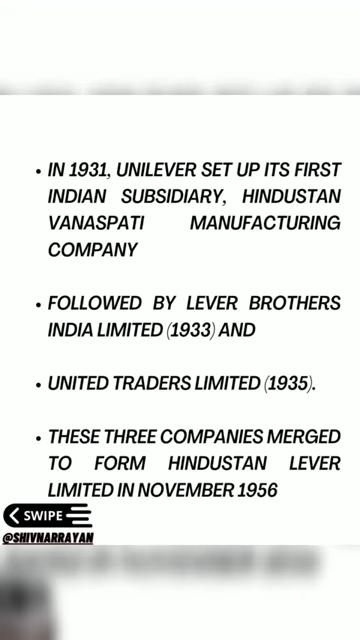 • IN 1931, UNILEVER SET UP ITS FIRST
INDIAN SUBSIDIARY, HINDUSTAN
VANASPATI MANUFACTURING
COMPANY
• FOLLOWED BY LEVER BROTHERS
INDIA LIMITED (1933) AND
• UNITED TRADERS LIMITED (1935).
• THESE THREE COMPANIES MERGED
TO FORM HINDUSTAN LEVER
LIMITED IN NOVEMBER 1956
SWIPE
@SHIVNARRAYAN